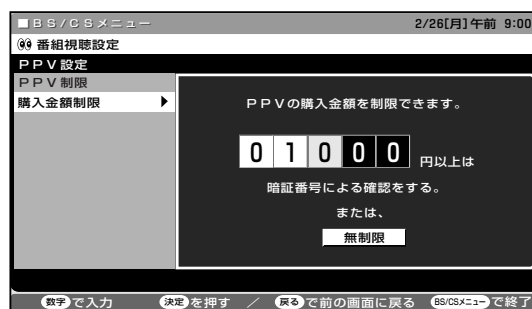 ■BS/CSメニュー 2/26[月]午前 9:00
番組視聴設定
PPV設定
PPV制限
購入金額制限 ▶
PPVの購入金額を制限できます。
01000 円以上は
暗証番号による確認をする。
または、
無制限
数字で入力 決定を押す / 戻るで前の画面に戻る BS/CSメニューで終了